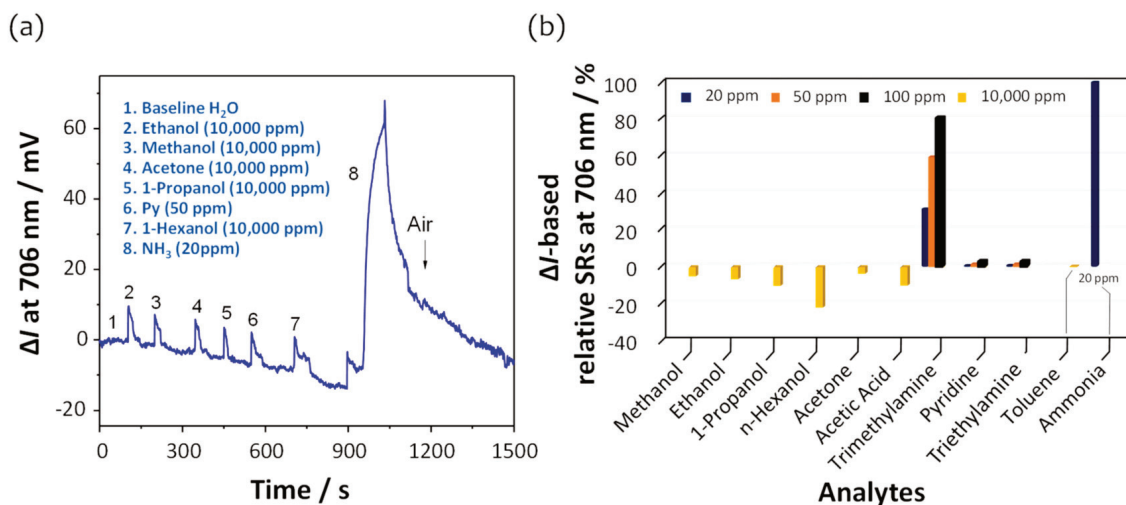 (a)
1. Baseline H₂O
2. Ethanol (10,000 ppm)
3. Methanol (10,000 ppm)
4. Acetone (10,000 ppm)
5. 1-Propanol (10,000 ppm)
6. Py (50 ppm)
7. 1-Hexanol (10,000 ppm)
8. NH₃ (20ppm)
ΔI at 706 nm / mV
60
40
20
0
-20
1
2
3
4
5
6
7
8
Air
0
300
600
900
1200
1500
Time / s
(b)
ΔI-based
relative SRs at 706 nm / %
100
80
60
40
20
0
-20
-40
20 ppm
50 ppm
100 ppm
10,000 ppm
20 ppm
Methanol
Ethanol
1-Propanol
n-Hexanol
Acetone
Acetic Acid
Trimethylamine
Pyridine
Triethylamine
Toluene
Ammonia
Analytes